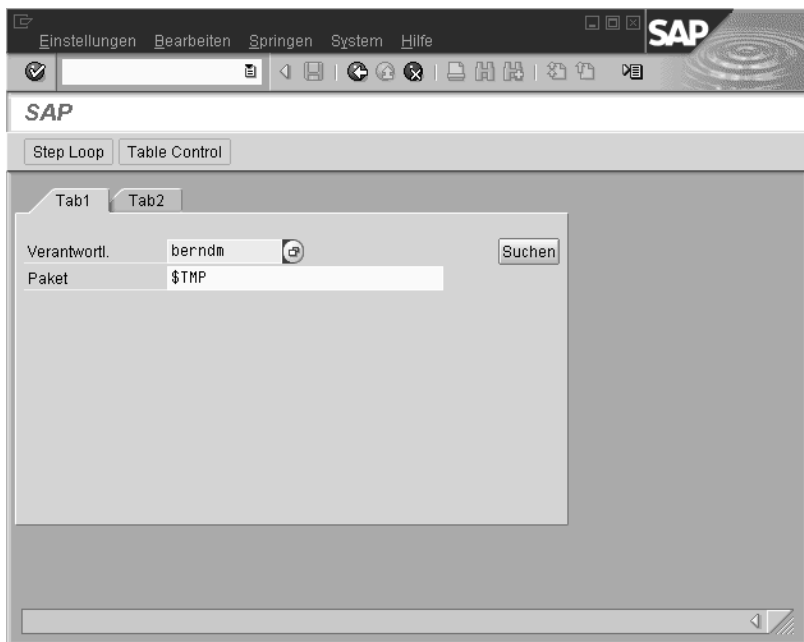 Einstellungen Bearbeiten Springen System Hilfe
SAP
SAP
Step Loop Table Control
Tab1 Tab2
Verantwortl. berndm Suchen
Paket $TMP